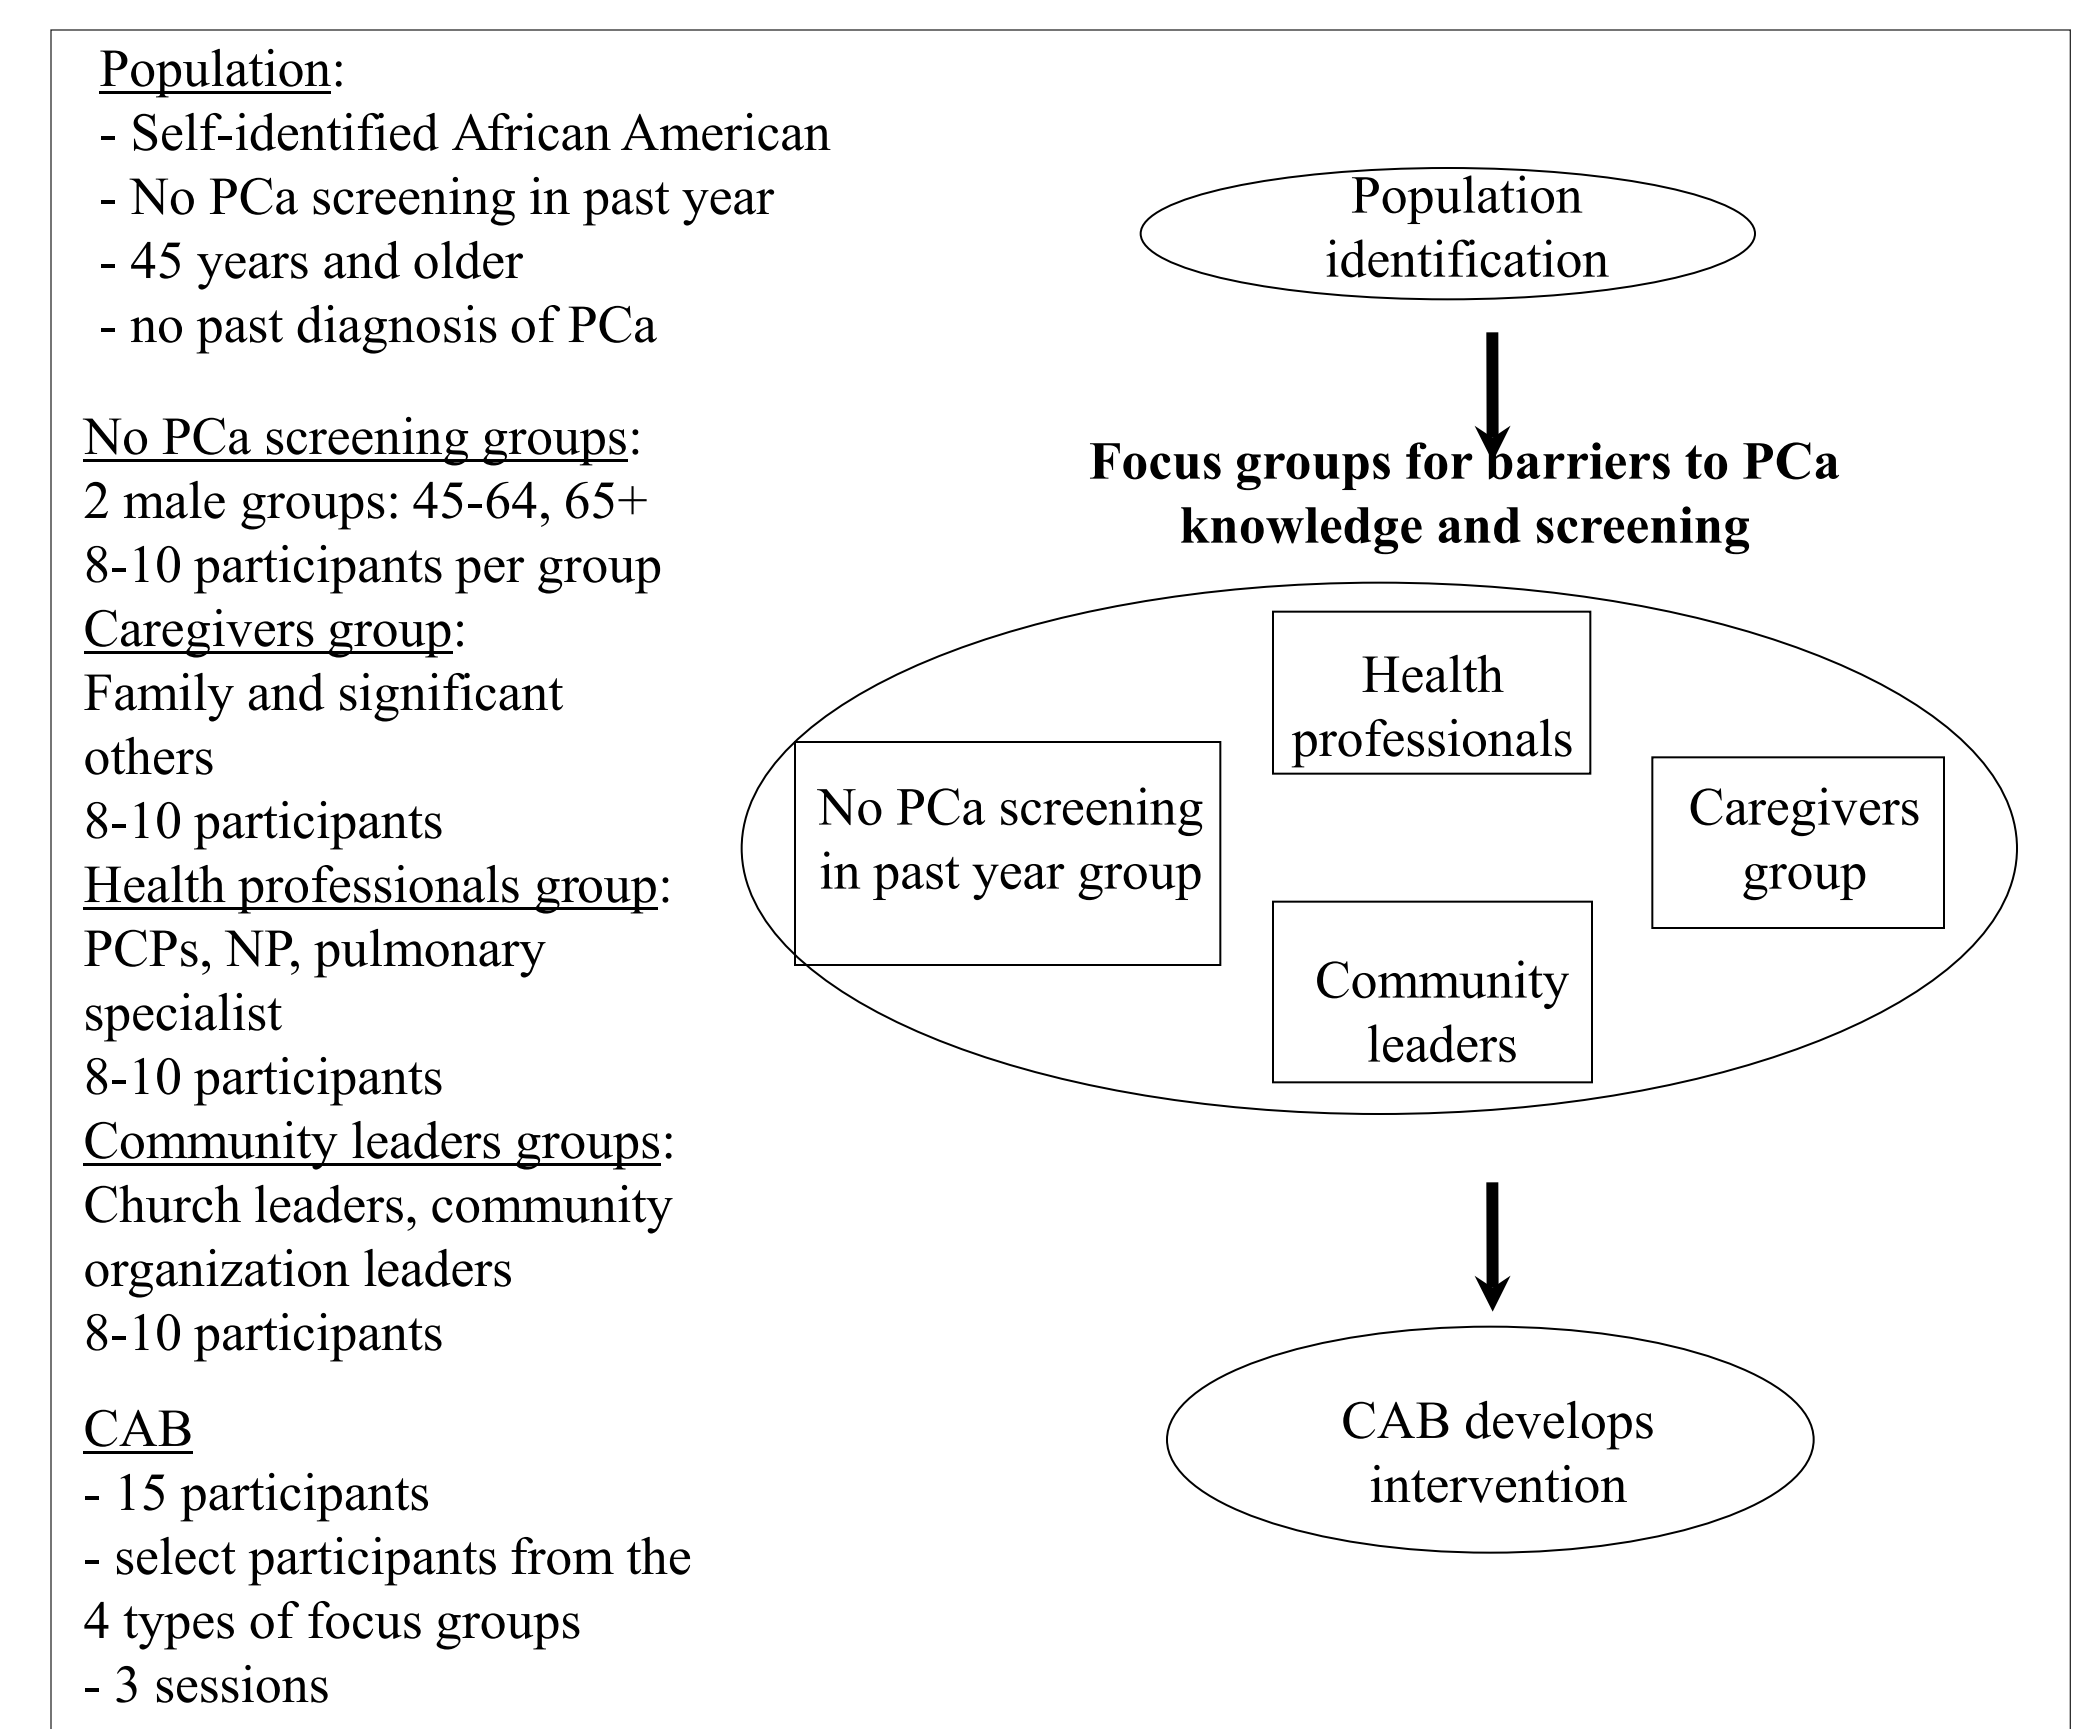 Population:
- Self-identified African American
- No PCa screening in past year
- 45 years and older
- no past diagnosis of PCa
No PCa screening groups:
2 male groups: 45-64, 65+
8-10 participants per group
Caregivers group:
Family and significant
others
8-10 participants
Health professionals group:
PCPs, NP, pulmonary
specialist
8-10 participants
Community leaders groups:
Church leaders, community
organization leaders
8-10 participants
CAB
- 15 participants
- select participants from the
4 types of focus groups
- 3 sessions
Population
identification
Focus groups for barriers to PCa
knowledge and screening
Health
professionals
No PCa screening
in past year group
Caregivers
group
Community
leaders
CAB develops
intervention